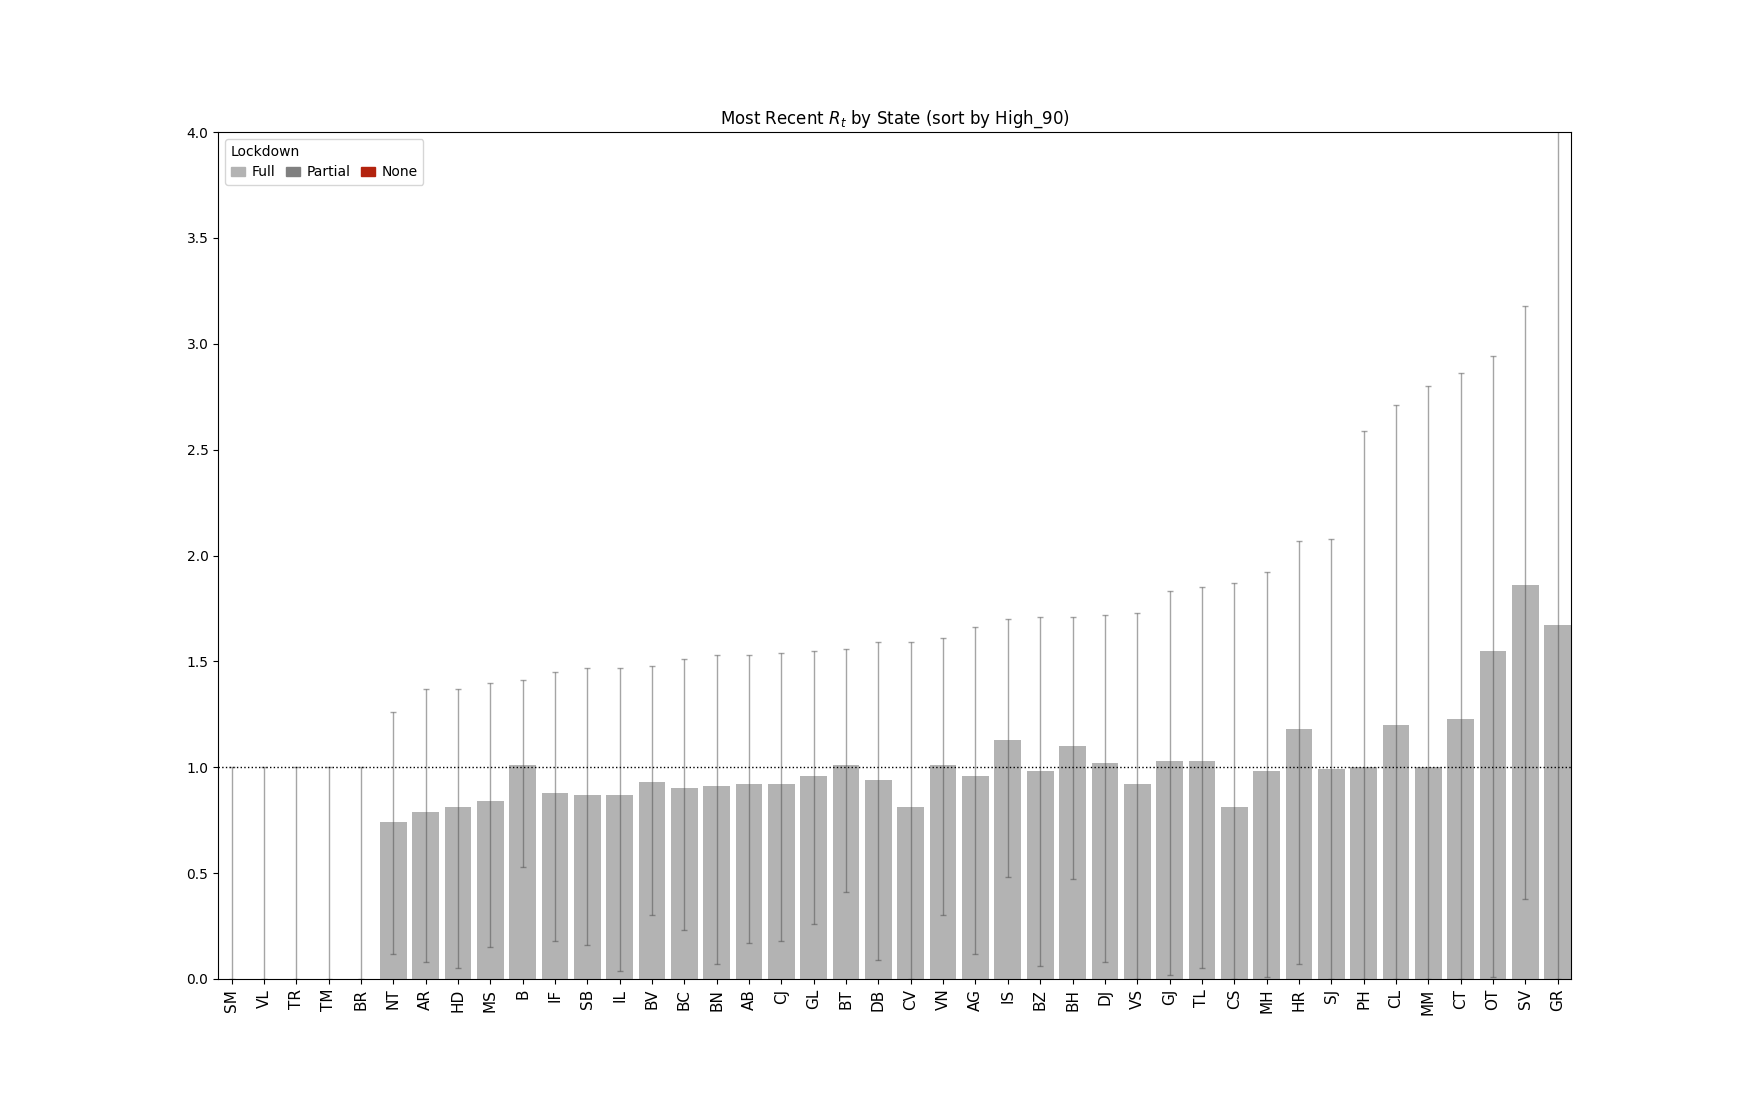 Most Recent R_t by State (sort by High_90)
Lockdown
Full Partial None
4.0
3.5
3.0
2.5
2.0
1.5
1.0
0.5
0.0
SM VL TR TM BR NT AR HD MS B IF SB IL BV BC BN AB CJ GL BT DB CV VN AG IS BZ BH DJ VS GJ TL CS MH HR SJ PH CL MM CT OT SV GR